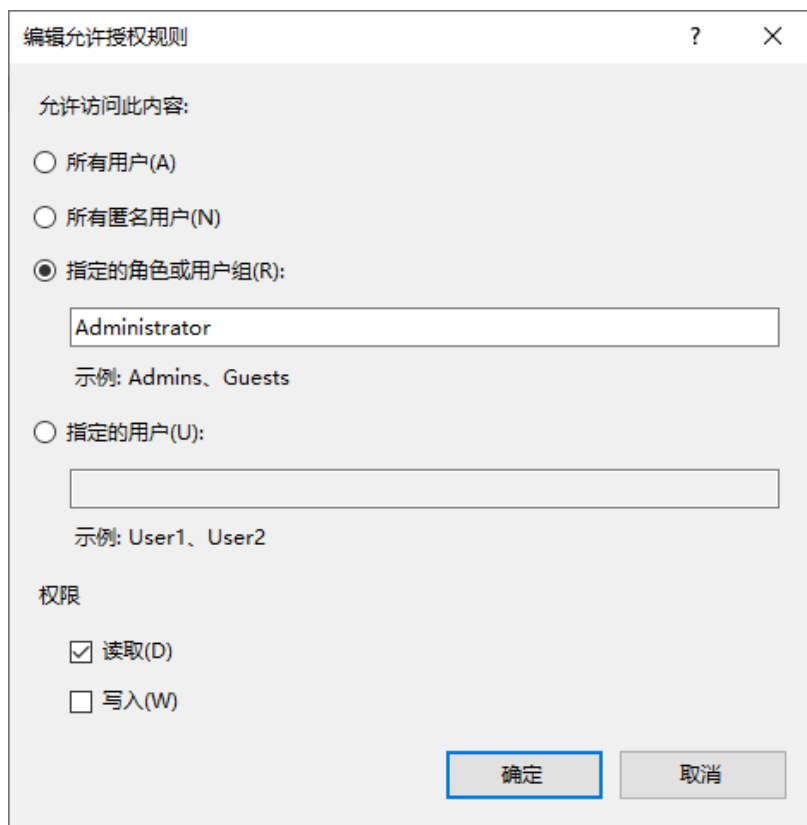 编辑允许授权规则
允许访问此内容:
所有用户(A)
所有匿名用户(N)
指定的角色或用户组(R):
Administrator
示例: Admins、Guests
指定的用户(U):
示例: User1、User2
权限
读取(D)
写入(W)
确定 取消